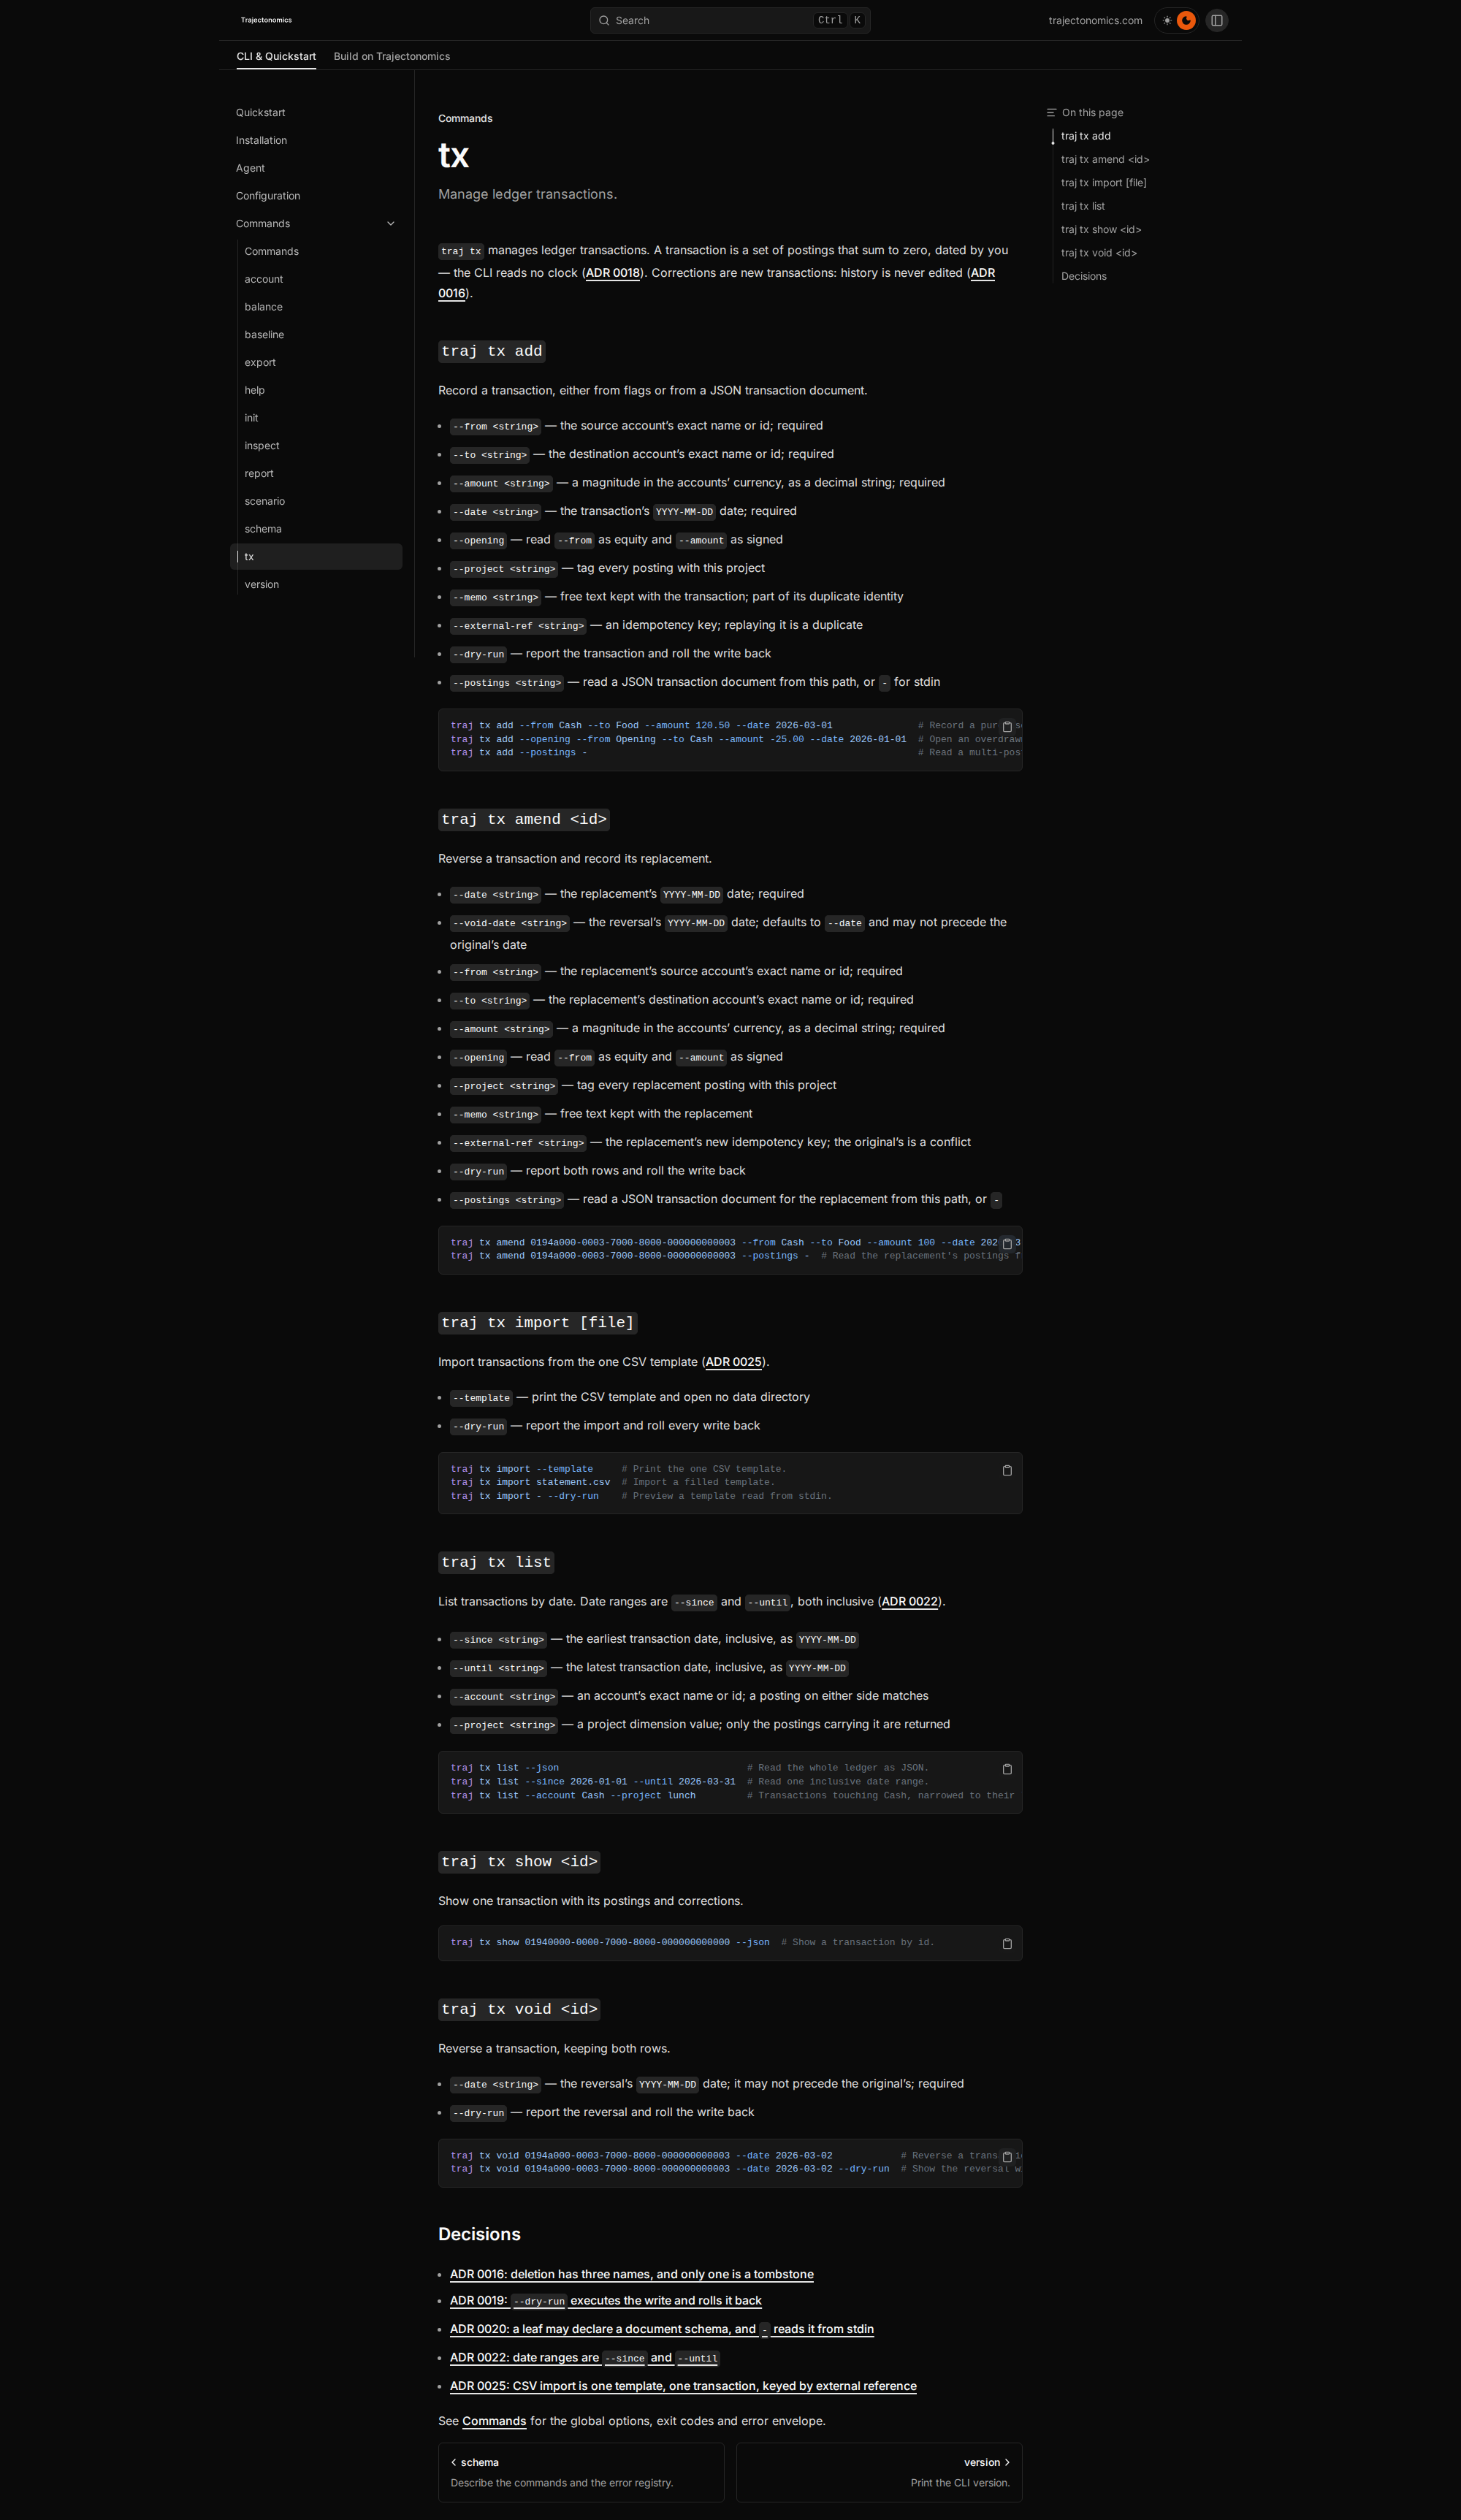 Trajectonomics
Search
Ctrl K
trajectonomics.com
CLI & Quickstart
Build on Trajectonomics
Quickstart
Installation
Agent
Configuration
Commands
Commands
account
balance
baseline
export
help
init
inspect
report
scenario
schema
tx
version
Commands
tx
Manage ledger transactions.
traj tx manages ledger transactions. A transaction is a set of postings that sum to zero, dated by you
— the CLI reads no clock (ADR 0018). Corrections are new transactions: history is never edited (ADR
0016).
traj tx add
Record a transaction, either from flags or from a JSON transaction document.
--from <string> — the source account’s exact name or id; required
--to <string> — the destination account’s exact name or id; required
--amount <string> — a magnitude in the accounts’ currency, as a decimal string; required
--date <string> — the transaction’s YYYY-MM-DD date; required
--opening — read --from as equity and --amount as signed
--project <string> — tag every posting with this project
--memo <string> — free text kept with the transaction; part of its duplicate identity
--external-ref <string> — an idempotency key; replaying it is a duplicate
--dry-run — report the transaction and roll the write back
--postings <string> — read a JSON transaction document from this path, or - for stdin
traj tx add --from Cash --to Food --amount 120.50 --date 2026-03-01 # Record a
traj tx add --opening --from Opening --to Cash --amount -25.00 --date 2026-01-01 # Open an overdraw
traj tx add --postings - # Read a multi-pos
traj tx amend <id>
Reverse a transaction and record its replacement.
--date <string> — the replacement’s YYYY-MM-DD date; required
--void-date <string> — the reversal’s YYYY-MM-DD date; defaults to --date and may not precede the
original’s date
--from <string> — the replacement’s source account’s exact name or id; required
--to <string> — the replacement’s destination account’s exact name or id; required
--amount <string> — a magnitude in the accounts’ currency, as a decimal string; required
--opening — read --from as equity and --amount as signed
--project <string> — tag every replacement posting with this project
--memo <string> — free text kept with the replacement
--external-ref <string> — the replacement’s new idempotency key; the original’s is a conflict
--dry-run — report both rows and roll the write back
--postings <string> — read a JSON transaction document for the replacement from this path, or -
traj tx amend 0194a000-0003-7000-8000-000000000003 --from Cash --to Food --amount 100 --date
traj tx amend 0194a000-0003-7000-8000-000000000003 --postings - # Read the replacement's postings f
traj tx import [file]
Import transactions from the one CSV template (ADR 0025).
--template — print the CSV template and open no data directory
--dry-run — report the import and roll every write back
traj tx import --template # Print the one CSV template.
traj tx import statement.csv # Import a filled template.
traj tx import - --dry-run # Preview a template read from stdin.
traj tx list
List transactions by date. Date ranges are --since and --until, both inclusive (ADR 0022).
--since <string> — the earliest transaction date, inclusive, as YYYY-MM-DD
--until <string> — the latest transaction date, inclusive, as YYYY-MM-DD
--account <string> — an account’s exact name or id; a posting on either side matches
--project <string> — a project dimension value; only the postings carrying it are returned
traj tx list --json # Read the whole ledger as JSON.
traj tx list --since 2026-01-01 --until 2026-03-31 # Read one inclusive date range.
traj tx list --account Cash --project lunch # Transactions touching Cash, narrowed to their
traj tx show <id>
Show one transaction with its postings and corrections.
traj tx show 01940000-0000-7000-8000-000000000000 --json # Show a transaction by id.
traj tx void <id>
Reverse a transaction, keeping both rows.
--date <string> — the reversal’s YYYY-MM-DD date; it may not precede the original’s; required
--dry-run — report the reversal and roll the write back
traj tx void 0194a000-0003-7000-8000-000000000003 --date 2026-03-02 # Reverse a
traj tx void 0194a000-0003-7000-8000-000000000003 --date 2026-03-02 --dry-run # Show the reversal w
Decisions
ADR 0016: deletion has three names, and only one is a tombstone
ADR 0019: --dry-run executes the write and rolls it back
ADR 0020: a leaf may declare a document schema, and - reads it from stdin
ADR 0022: date ranges are --since and --until
ADR 0025: CSV import is one template, one transaction, keyed by external reference
See Commands for the global options, exit codes and error envelope.
schema
Describe the commands and the error registry.
version
Print the CLI version.
On this page
traj tx add
traj tx amend <id>
traj tx import [file]
traj tx list
traj tx show <id>
traj tx void <id>
Decisions